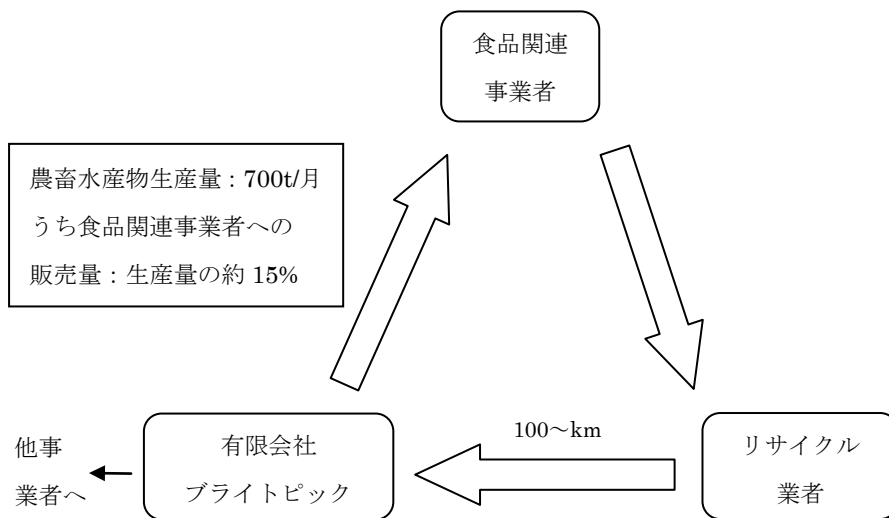 食品関連
事業者
農畜水産物生産量：700t/月
うち食品関連事業者への
販売量：生産量の約 15%
100～km
他事
業者へ
有限会社
ブライトピック
リサイクル
業者